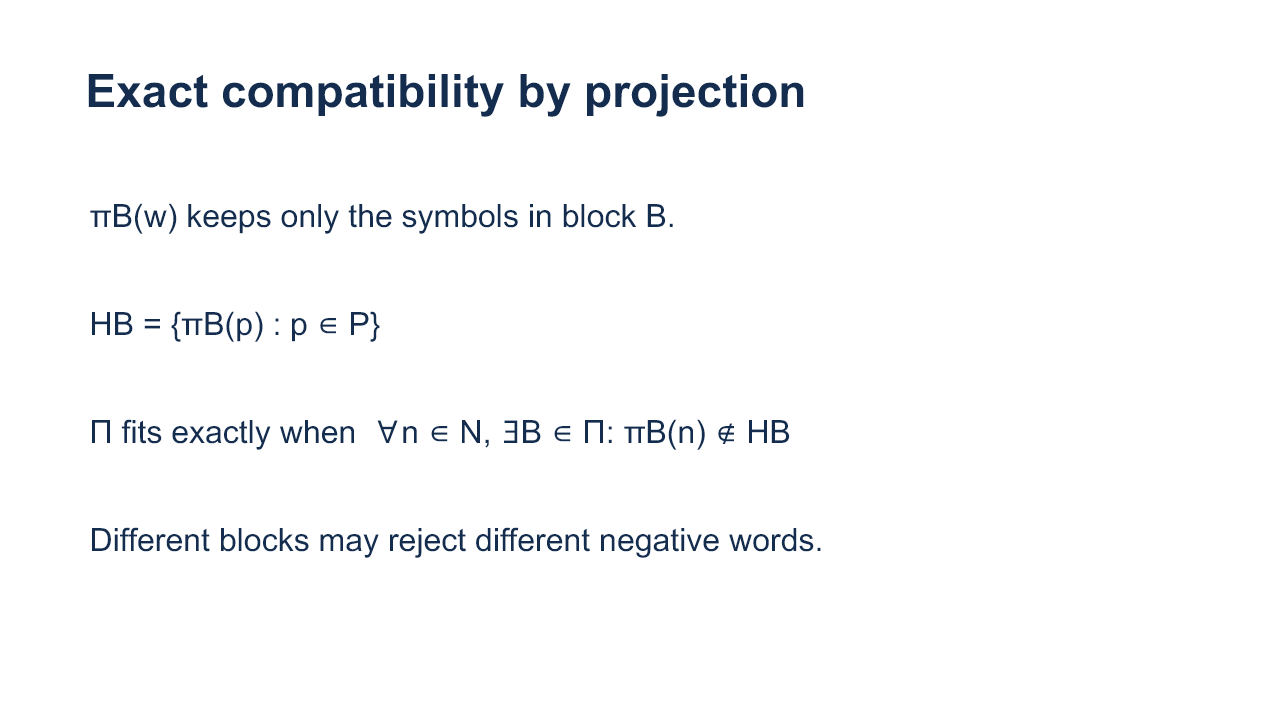 Exact compatibility by projection
πB(w) keeps only the symbols in block B.
HB = {πB(p) : p ∈ P}
Π fits exactly when ∀n ∈ N, ∃B ∈ Π: πB(n) ∉ HB
Different blocks may reject different negative words.